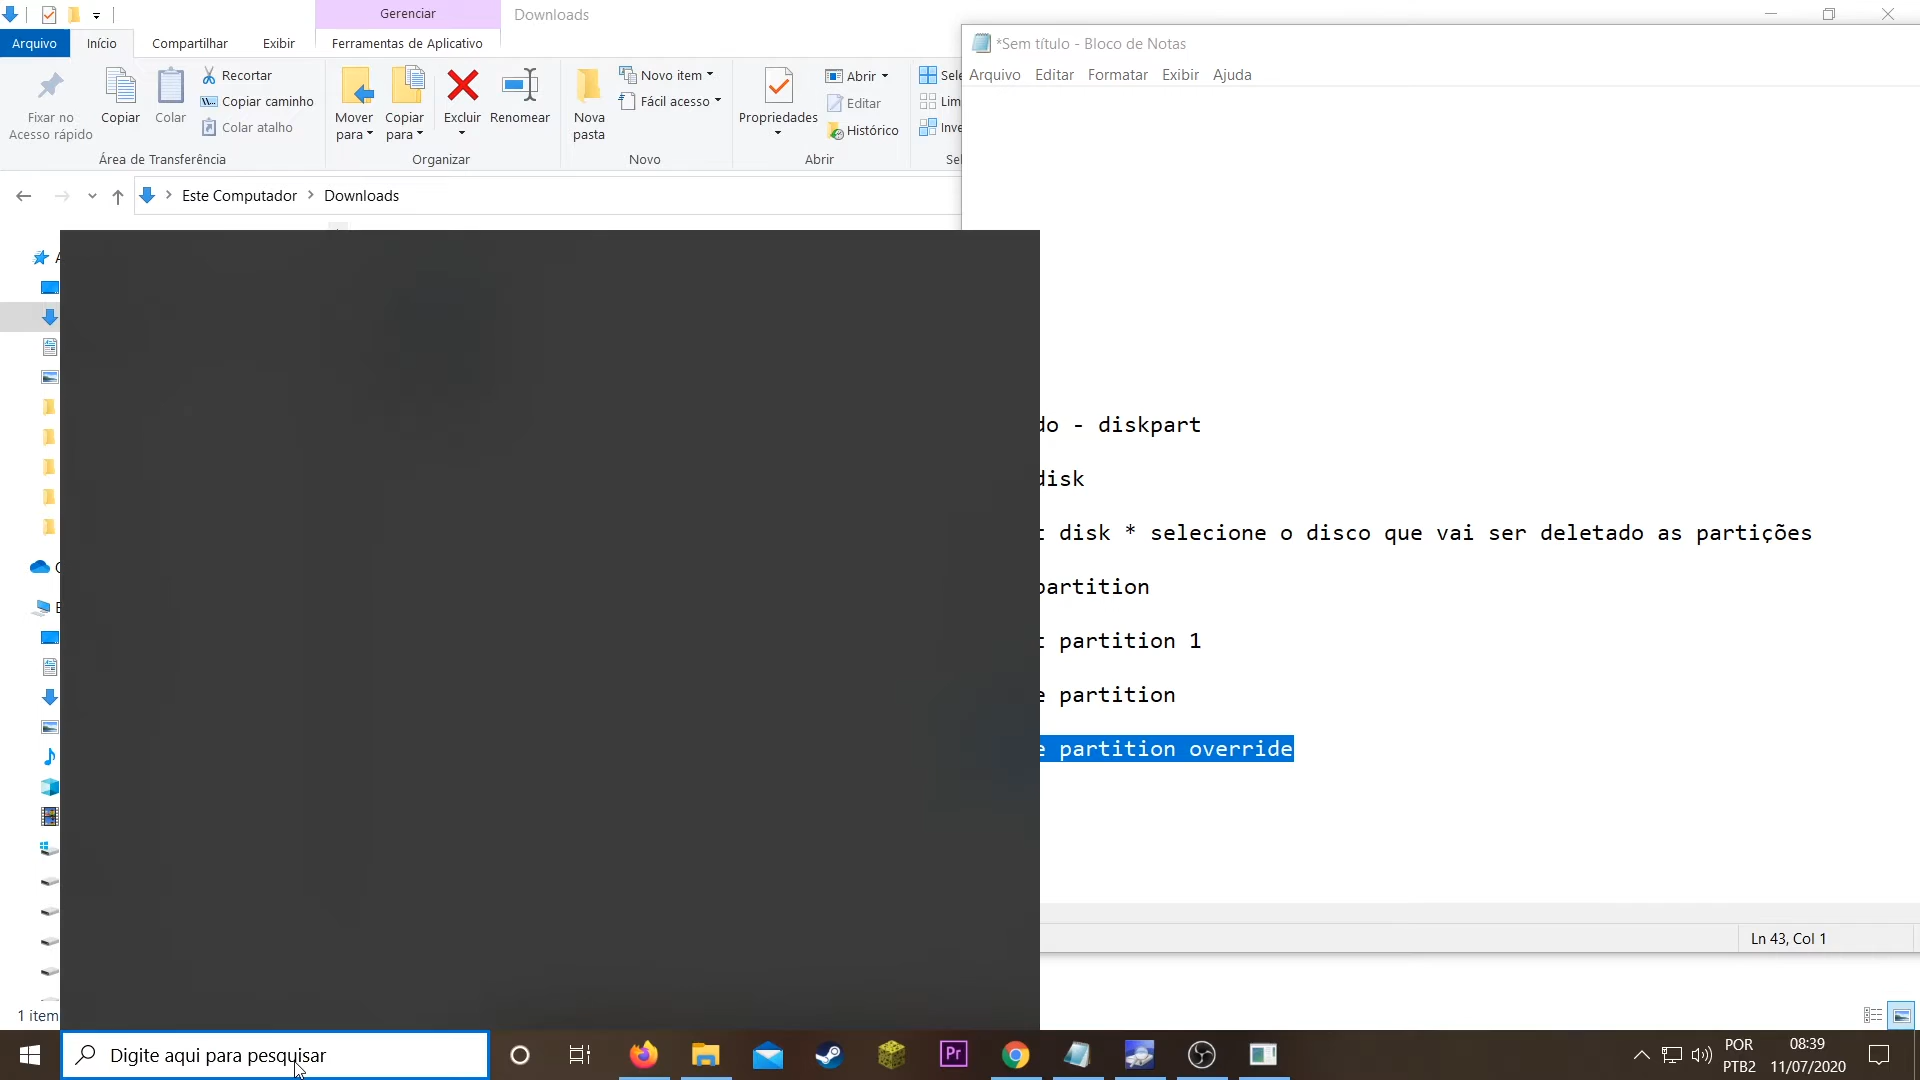 Gerenciar
Downloads
Arquivo
Início
Compartilhar
Exibir
Ferramentas de Aplicativo
*Sem título - Bloco de Notas
Arquivo
Editar
Formatar
Exibir
Ajuda
Fixar no
Acesso rápido
Copiar
Colar
Recortar
Copiar caminho
Colar atalho
Área de Transferência
Mover
para
Copiar
para
Excluir
Renomear
Organizar
Nova
pasta
Novo item
Fácil acesso
Novo
Propriedades
Abrir
Editar
Histórico
Abrir
Este Computador
Downloads
do - diskpart
disk
disk * selecione o disco que vai ser deletado as partições
partition
partition 1
e partition
e partition override
Ln 43, Col 1
1 item
Digite aqui para pesquisar
Pr
POR
PTB2
08:39
11/07/2020